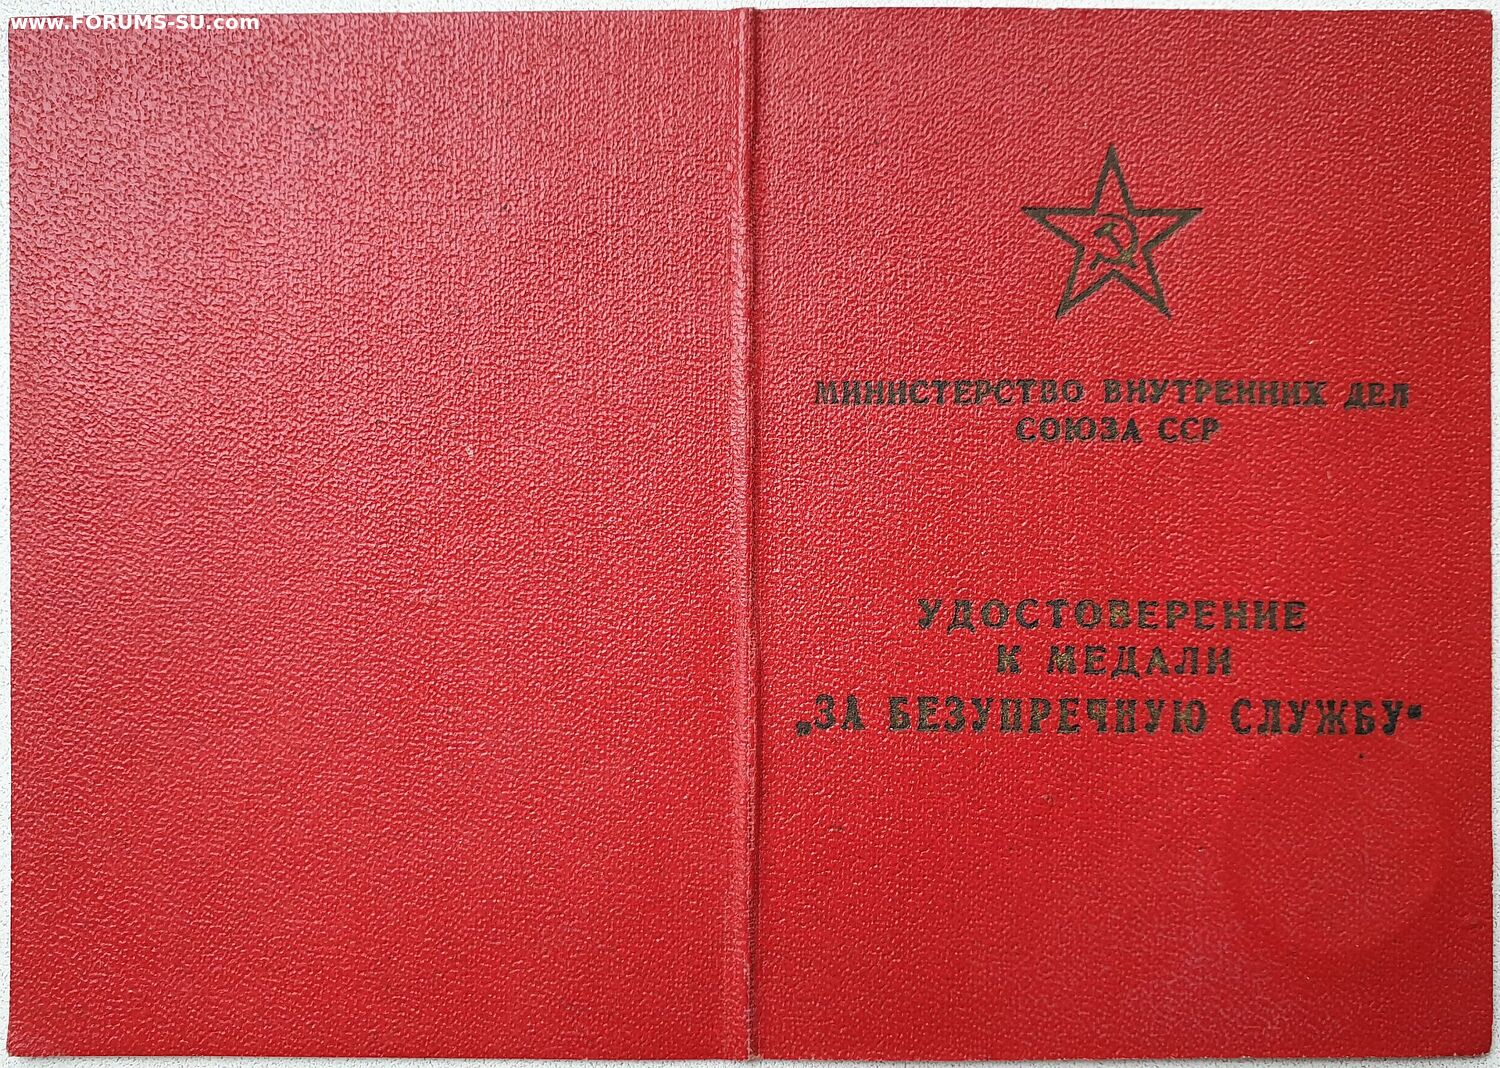 www.FORUMS-SU.com
МИНИСТЕРСТВО ВНУТРЕННИХ ДЕЛ
СОЮЗА ССР
УДОСТОВЕРЕНИЕ
К МЕДАЛИ
„ЗА БЕЗУПРЕЧНУЮ СЛУЖБУ“